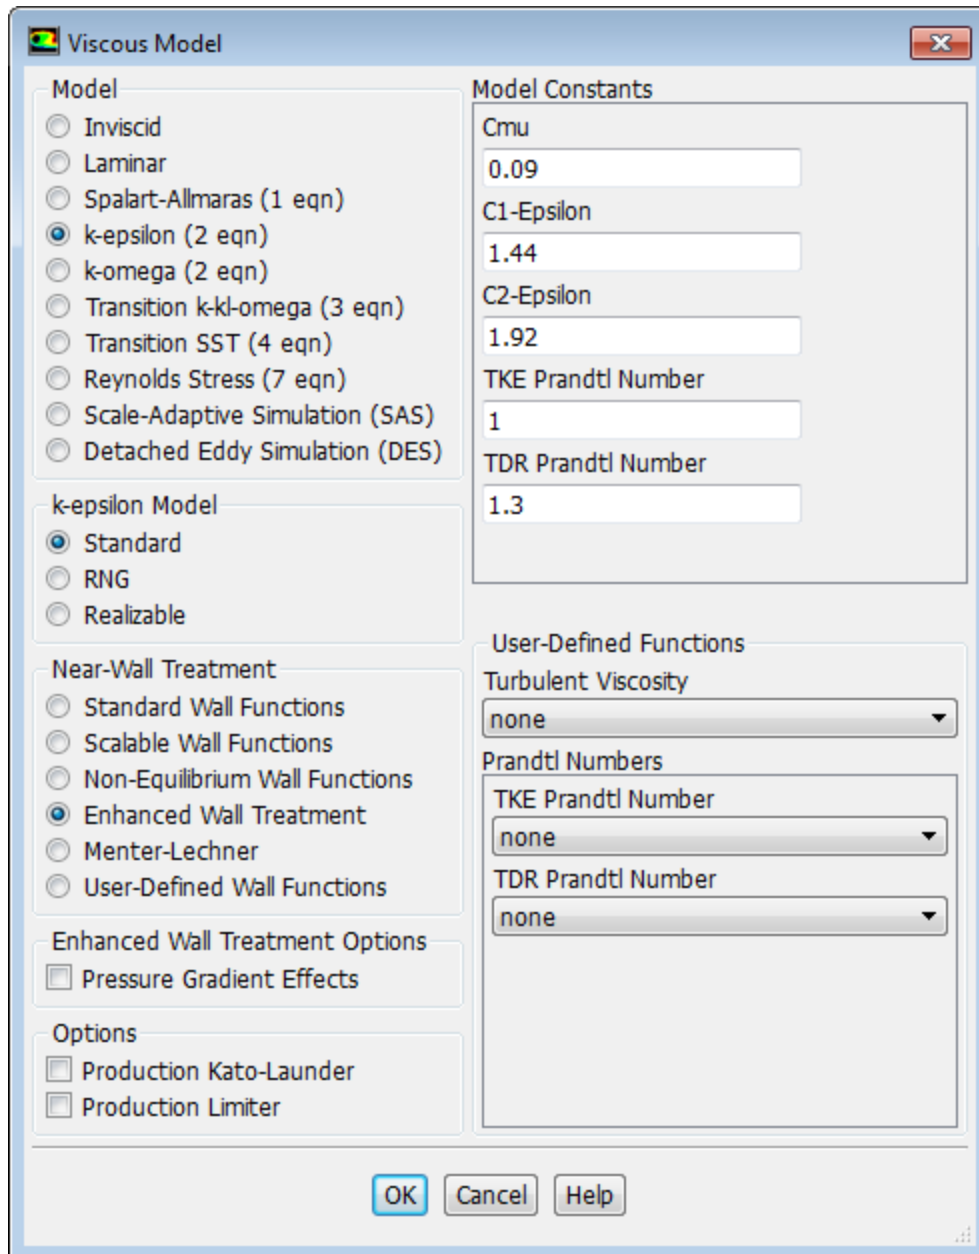 Viscous Model
Model
Inviscid
Laminar
Spalart-Allmaras (1 eqn)
k-epsilon (2 eqn)
k-omega (2 eqn)
Transition k-kl-omega (3 eqn)
Transition SST (4 eqn)
Reynolds Stress (7 eqn)
Scale-Adaptive Simulation (SAS)
Detached Eddy Simulation (DES)
k-epsilon Model
Standard
RNG
Realizable
Near-Wall Treatment
Standard Wall Functions
Scalable Wall Functions
Non-Equilibrium Wall Functions
Enhanced Wall Treatment
Menter-Lechner
User-Defined Wall Functions
Enhanced Wall Treatment Options
Pressure Gradient Effects
Options
Production Kato-Launder
Production Limiter
Model Constants
Cmu
0.09
C1-Epsilon
1.44
C2-Epsilon
1.92
TKE Prandtl Number
1
TDR Prandtl Number
1.3
User-Defined Functions
Turbulent Viscosity
none
Prandtl Numbers
TKE Prandtl Number
none
TDR Prandtl Number
none
OK Cancel Help